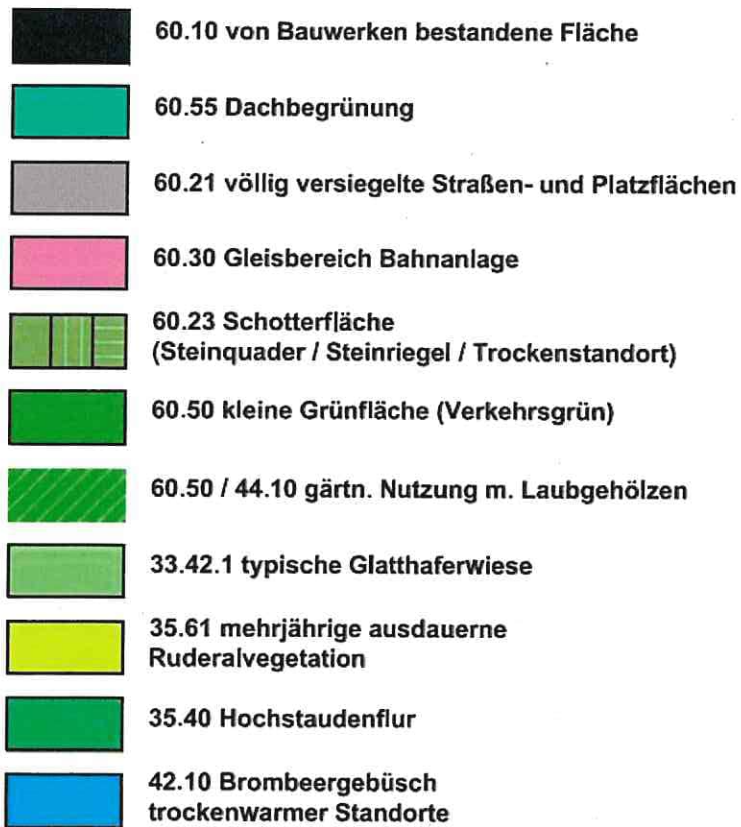 60.10 von Bauwerken bestandene Fläche
60.55 Dachbegrünung
60.21 völlig versiegelte Straßen- und Platzflächen
60.30 Gleisbereich Bahnanlage
60.23 Schotterfläche
(Steinquader / Steinriegel / Trockenstandort)
60.50 kleine Grünfläche (Verkehrsgrün)
60.50 / 44.10 gärtn. Nutzung m. Laubgehölzen
33.42.1 typische Glatthaferwiese
35.61 mehrjährige ausdauerne
Ruderalvegetation
35.40 Hochstaudenflur
42.10 Brombeergebüsch
trockenwarmer Standorte